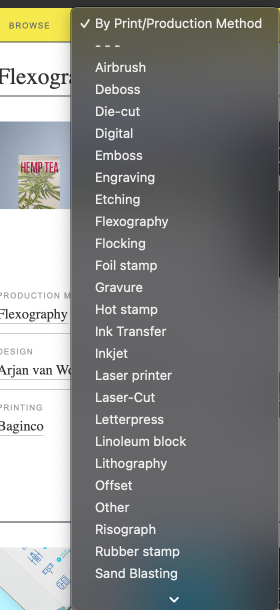 BROWSE
✓ By Print/Production Method
- - -
Airbrush
Deboss
Die-cut
Digital
Emboss
Engraving
Etching
Flexography
Flocking
Foil stamp
Gravure
Hot stamp
Ink Transfer
Inkjet
Laser printer
Laser-Cut
Letterpress
Linoleum block
Lithography
Offset
Other
Risograph
Rubber stamp
Sand Blasting
Flexogra
HEMP TEA
PRODUCTION M
Flexography
DESIGN
Arjan van Wo
PRINTING
Baginco